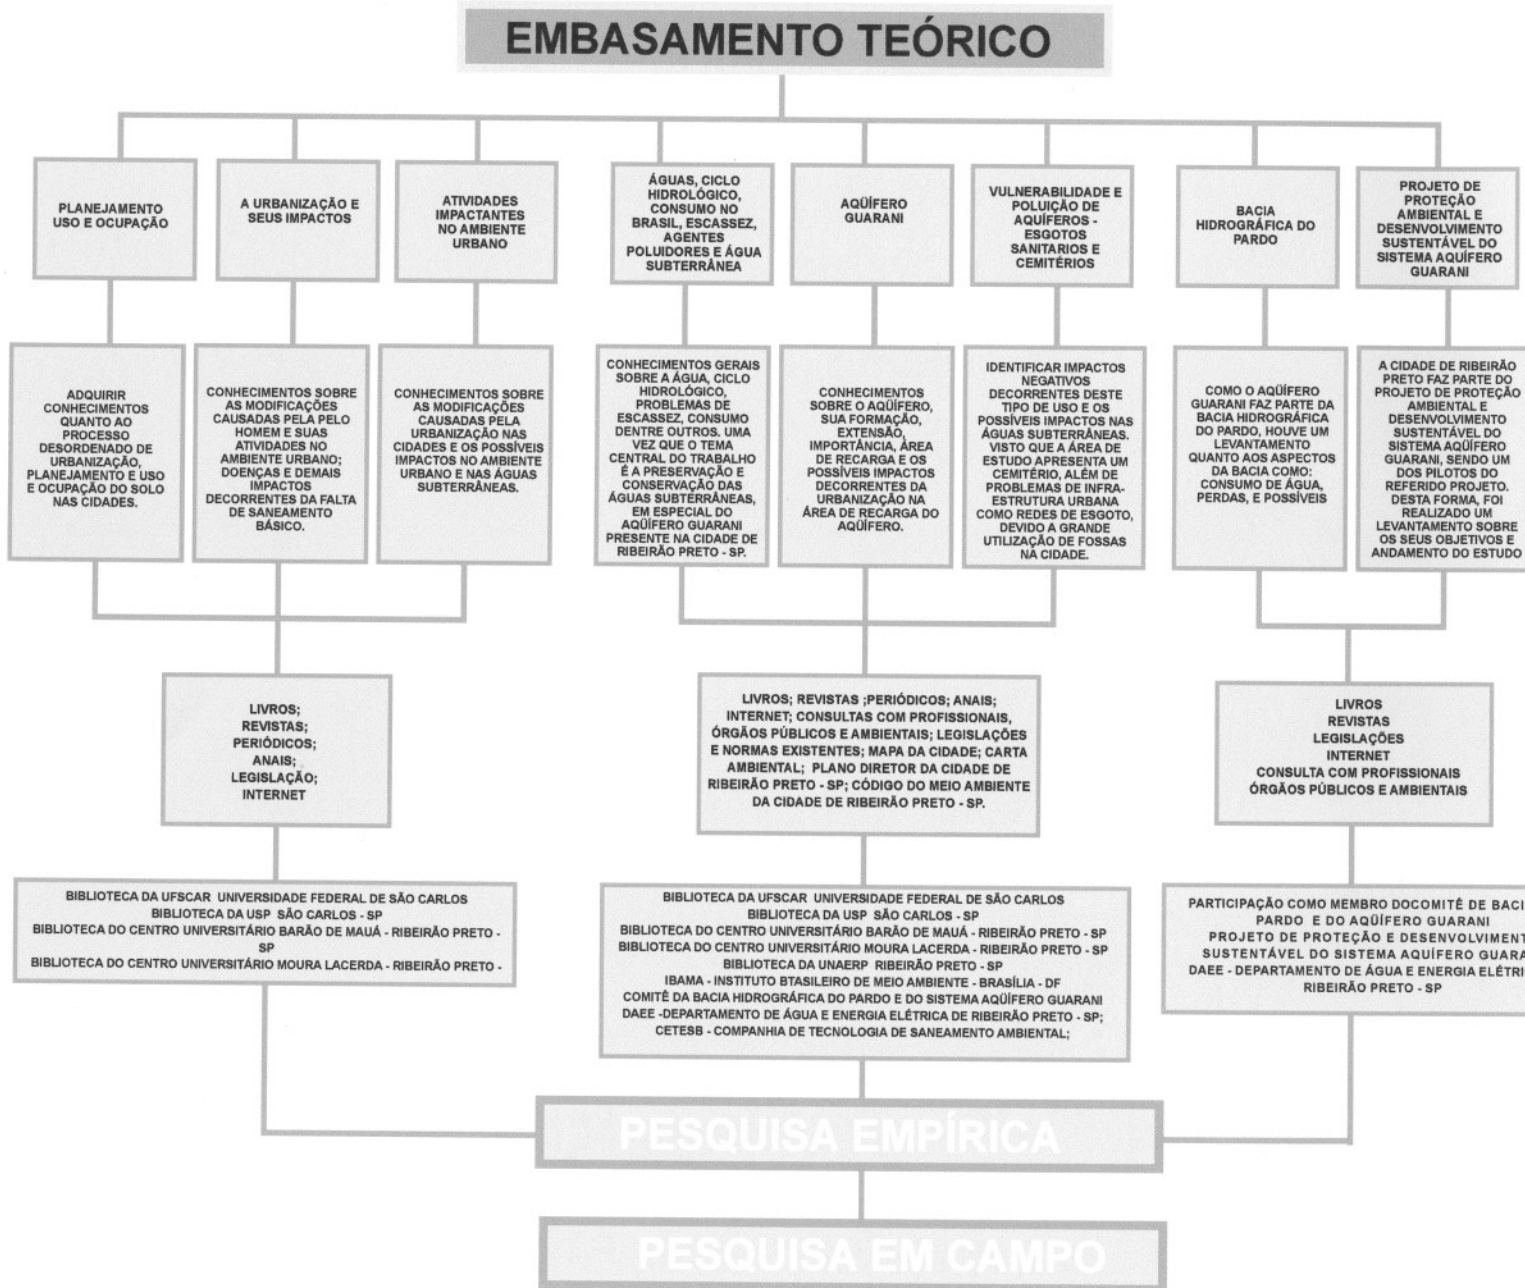 EMBASAMENTO TEÓRICO
PLANEJAMENTO
USO E OCUPAÇÃO
A URBANIZAÇÃO E
SEUS IMPACTOS
ATIVIDADES
IMPACTANTES
NO AMBIENTE
URBANO
ÁGUAS, CICLO
HIDROLÓGICO,
CONSUMO NO
BRASIL, ESCASSEZ,
AGENTES
POLUIDORES E ÁGUA
SUBTERRÂNEA
AQÜÍFERO
GUARANI
VULNERABILIDADE E
POLUIÇÃO DE
AQUÍFEROS -
ESGOTOS
SANITARIOS E
CEMITÉRIOS
BACIA
HIDROGRÁFICA DO
PARDO
PROJETO DE
PROTEÇÃO
AMBIENTAL E
DESENVOLVIMENTO
SUSTENTÁVEL DO
SISTEMA AQUÍFERO
GUARANI
ADQUIRIR
CONHECIMENTOS
QUANTO AO
PROCESSO
DESORDENADO DE
URBANIZAÇÃO,
PLANEJAMENTO E USO
E OCUPAÇÃO DO SOLO
NAS CIDADES.
CONHECIMENTOS SOBRE
AS MODIFICAÇÕES
CAUSADAS PELA PELO
HOMEM E SUAS
ATIVIDADES NO
AMBIENTE URBANO;
DOENÇAS E DEMAIS
IMPACTOS
DECORRENTES DA FALTA
DE SANEAMENTO
BÁSICO.
CONHECIMENTOS SOBRE
AS MODIFICAÇÕES
CAUSADAS PELA
URBANIZAÇÃO NAS
CIDADES E OS POSSÍVEIS
IMPACTOS NO AMBIENTE
URBANO E NAS ÁGUAS
SUBTERRÂNEAS.
CONHECIMENTOS GERAIS
SOBRE A ÁGUA, CICLO
HIDROLÓGICO,
PROBLEMAS DE
ESCASSEZ, CONSUMO
DENTRE OUTROS. UMA
VEZ QUE O TEMA
CENTRAL DO TRABALHO
É A PRESERVAÇÃO E
CONSERVAÇÃO DAS
ÁGUAS SUBTERRÂNEAS,
EM ESPECIAL DO
AQÜÍFERO GUARANI
PRESENTE NA CIDADE DE
RIBEIRÃO PRETO - SP.
CONHECIMENTOS
SOBRE O AQÜÍFERO,
SUA FORMAÇÃO,
EXTENSÃO,
IMPORTÂNCIA, ÁREA
DE RECARGA E OS
POSSÍVEIS IMPACTOS
DECORRENTES DA
URBANIZAÇÃO NA
ÁREA DE RECARGA DO
AQÜÍFERO.
IDENTIFICAR IMPACTOS
NEGATIVOS
DECORRENTES DESTE
TIPO DE USO E OS
POSSÍVEIS IMPACTOS NAS
ÁGUAS SUBTERRÂNEAS.
VISTO QUE A ÁREA DE
ESTUDO APRESENTA UM
CEMITÉRIO, ALÉM DE
PROBLEMAS DE INFRA-
ESTRUTURA URBANA
COMO REDES DE ESGOTO,
DEVIDO A GRANDE
UTILIZAÇÃO DE FOSSAS
NA CIDADE.
COMO O AQÜÍFERO
GUARANI FAZ PARTE DA
BACIA HIDROGRÁFICA
DO PARDO, HOUVE UM
LEVANTAMENTO
QUANTO AOS ASPECTOS
DA BACIA COMO:
CONSUMO DE ÁGUA,
PERDAS, E POSSÍVEIS
A CIDADE DE RIBEIRÃO
PRETO FAZ PARTE DO
PROJETO DE PROTEÇÃO
AMBIENTAL E
DESENVOLVIMENTO
SUSTENTÁVEL DO
SISTEMA AQÜÍFERO
GUARANI, SENDO UM
DOS PILOTOS DO
REFERIDO PROJETO.
DESTA FORMA, FOI
REALIZADO UM
LEVANTAMENTO SOBRE
OS SEUS OBJETIVOS E
ANDAMENTO DO ESTUDO
LIVROS;
REVISTAS;
PERIÓDICOS;
ANAIS;
LEGISLAÇÃO;
INTERNET
LIVROS; REVISTAS ;PERIÓDICOS; ANAIS;
INTERNET; CONSULTAS COM PROFISSIONAIS,
ÓRGÃOS PÚBLICOS E AMBIENTAIS; LEGISLAÇÕES
E NORMAS EXISTENTES; MAPA DA CIDADE; CARTA
AMBIENTAL; PLANO DIRETOR DA CIDADE DE
RIBEIRÃO PRETO - SP; CÓDIGO DO MEIO AMBIENTE
DA CIDADE DE RIBEIRÃO PRETO - SP.
LIVROS
REVISTAS
LEGISLAÇÕES
INTERNET
CONSULTA COM PROFISSIONAIS
ÓRGÃOS PÚBLICOS E AMBIENTAIS
BIBLIOTECA DA UFSCAR UNIVERSIDADE FEDERAL DE SÃO CARLOS
BIBLIOTECA DA USP SÃO CARLOS - SP
BIBLIOTECA DO CENTRO UNIVERSITÁRIO BARÃO DE MAUÁ - RIBEIRÃO PRETO -
SP
BIBLIOTECA DO CENTRO UNIVERSITÁRIO MOURA LACERDA - RIBEIRÃO PRETO -
BIBLIOTECA DA UFSCAR UNIVERSIDADE FEDERAL DE SÃO CARLOS
BIBLIOTECA DA USP SÃO CARLOS - SP
BIBLIOTECA DO CENTRO UNIVERSITÁRIO BARÃO DE MAUÁ - RIBEIRÃO PRETO - SP
BIBLIOTECA DO CENTRO UNIVERSITÁRIO MOURA LACERDA - RIBEIRÃO PRETO - SP
BIBLIOTECA DA UNAERP RIBEIRÃO PRETO - SP
IBAMA - INSTITUTO BTASILEIRO DE MEIO AMBIENTE - BRASÍLIA - DF
COMITÊ DA BACIA HIDROGRÁFICA DO PARDO E DO SISTEMA AQÜÍFERO GUARANI
DAEE -DEPARTAMENTO DE ÁGUA E ENERGIA ELÉTRICA DE RIBEIRÃO PRETO - SP;
CETESB - COMPANHIA DE TECNOLOGIA DE SANEAMENTO AMBIENTAL;
PARTICIPAÇÃO COMO MEMBRO DOCOMITÊ DE BACI
PARDO E DO AQÜÍFERO GUARANI
PROJETO DE PROTEÇÃO E DESENVOLVIMENT
SUSTENTÁVEL DO SISTEMA AQUÍFERO GUARA
DAEE - DEPARTAMENTO DE ÁGUA E ENERGIA ELÉTRI
RIBEIRÃO PRETO - SP
PESQUISA EMPÍRICA
PESQUISA EM CAMPO